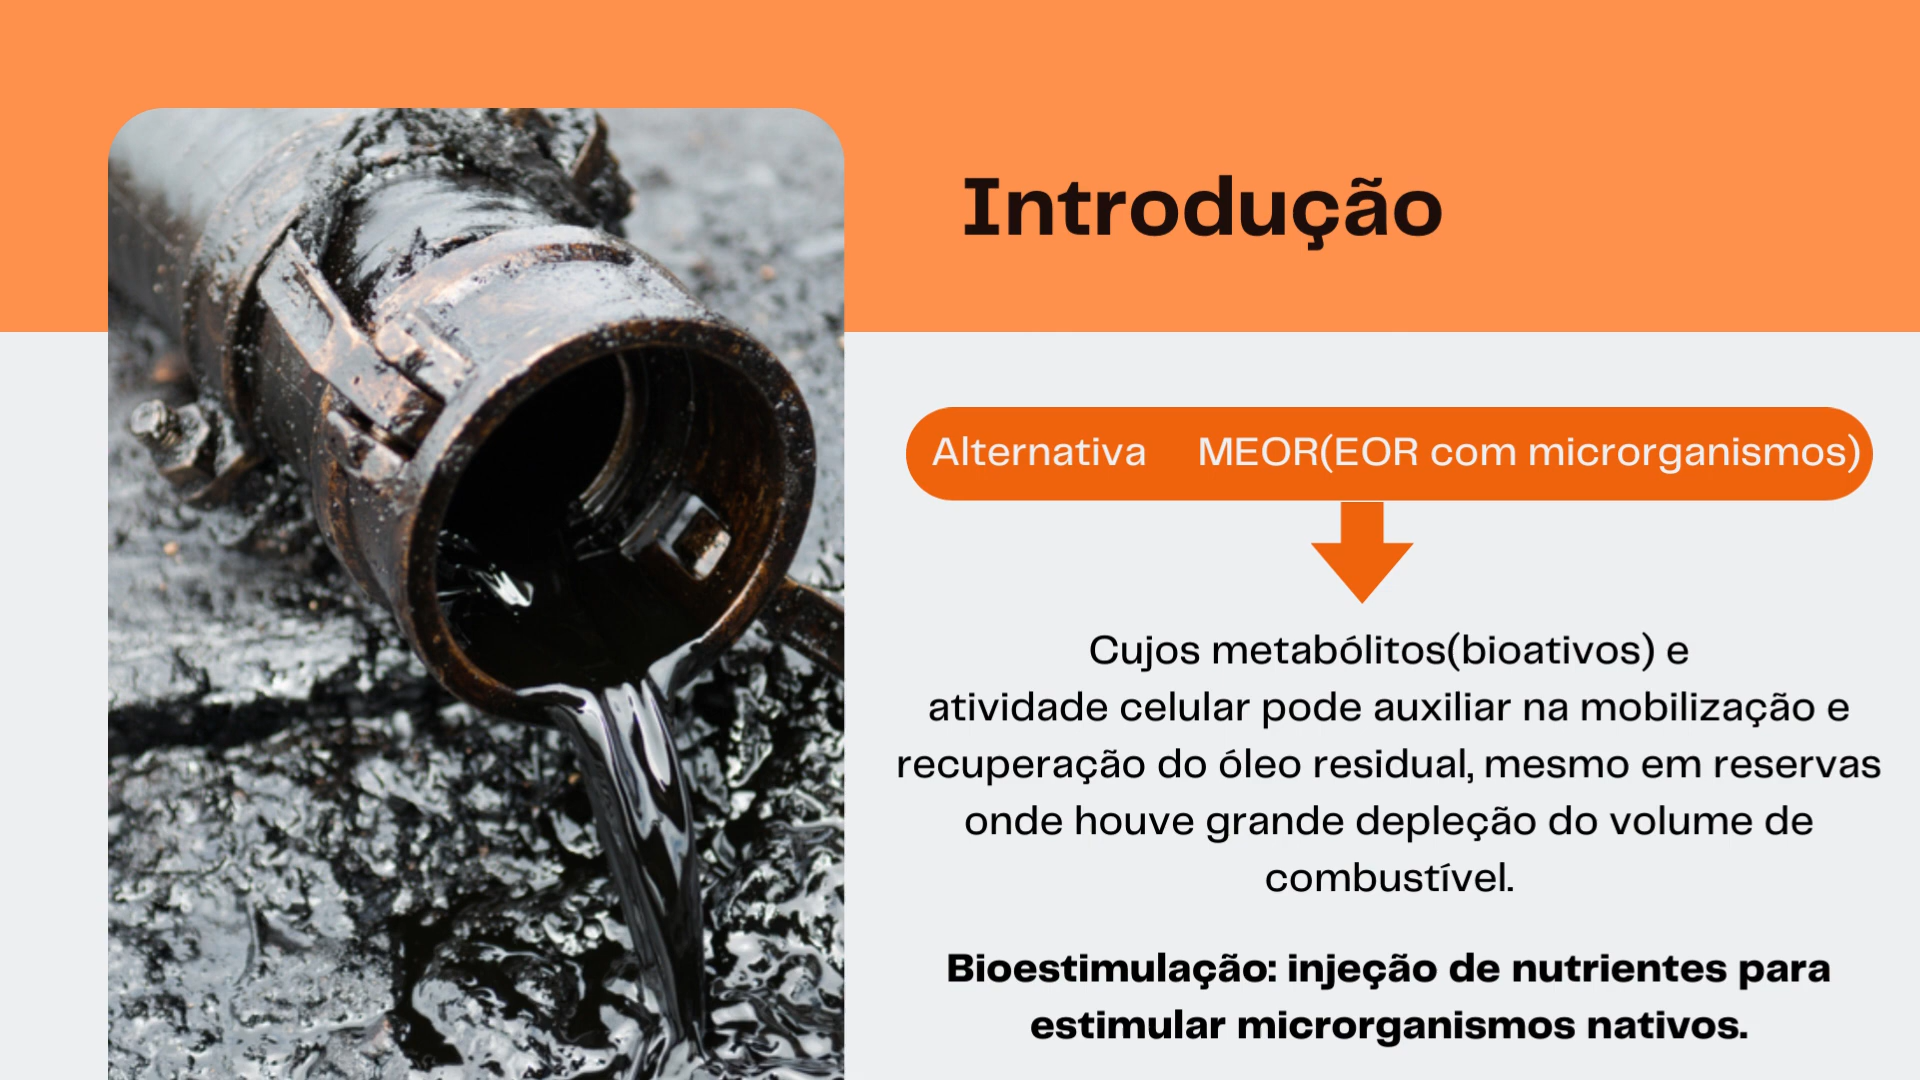 Introdução
Alternativa MEOR(EOR com microrganismos)
Cujos metabólitos(bioativos) e
atividade celular pode auxiliar na mobilização e
recuperação do óleo residual, mesmo em reservas
onde houve grande depleção do volume de
combustível.
Bioestimulação: injeção de nutrientes para
estimular microrganismos nativos.